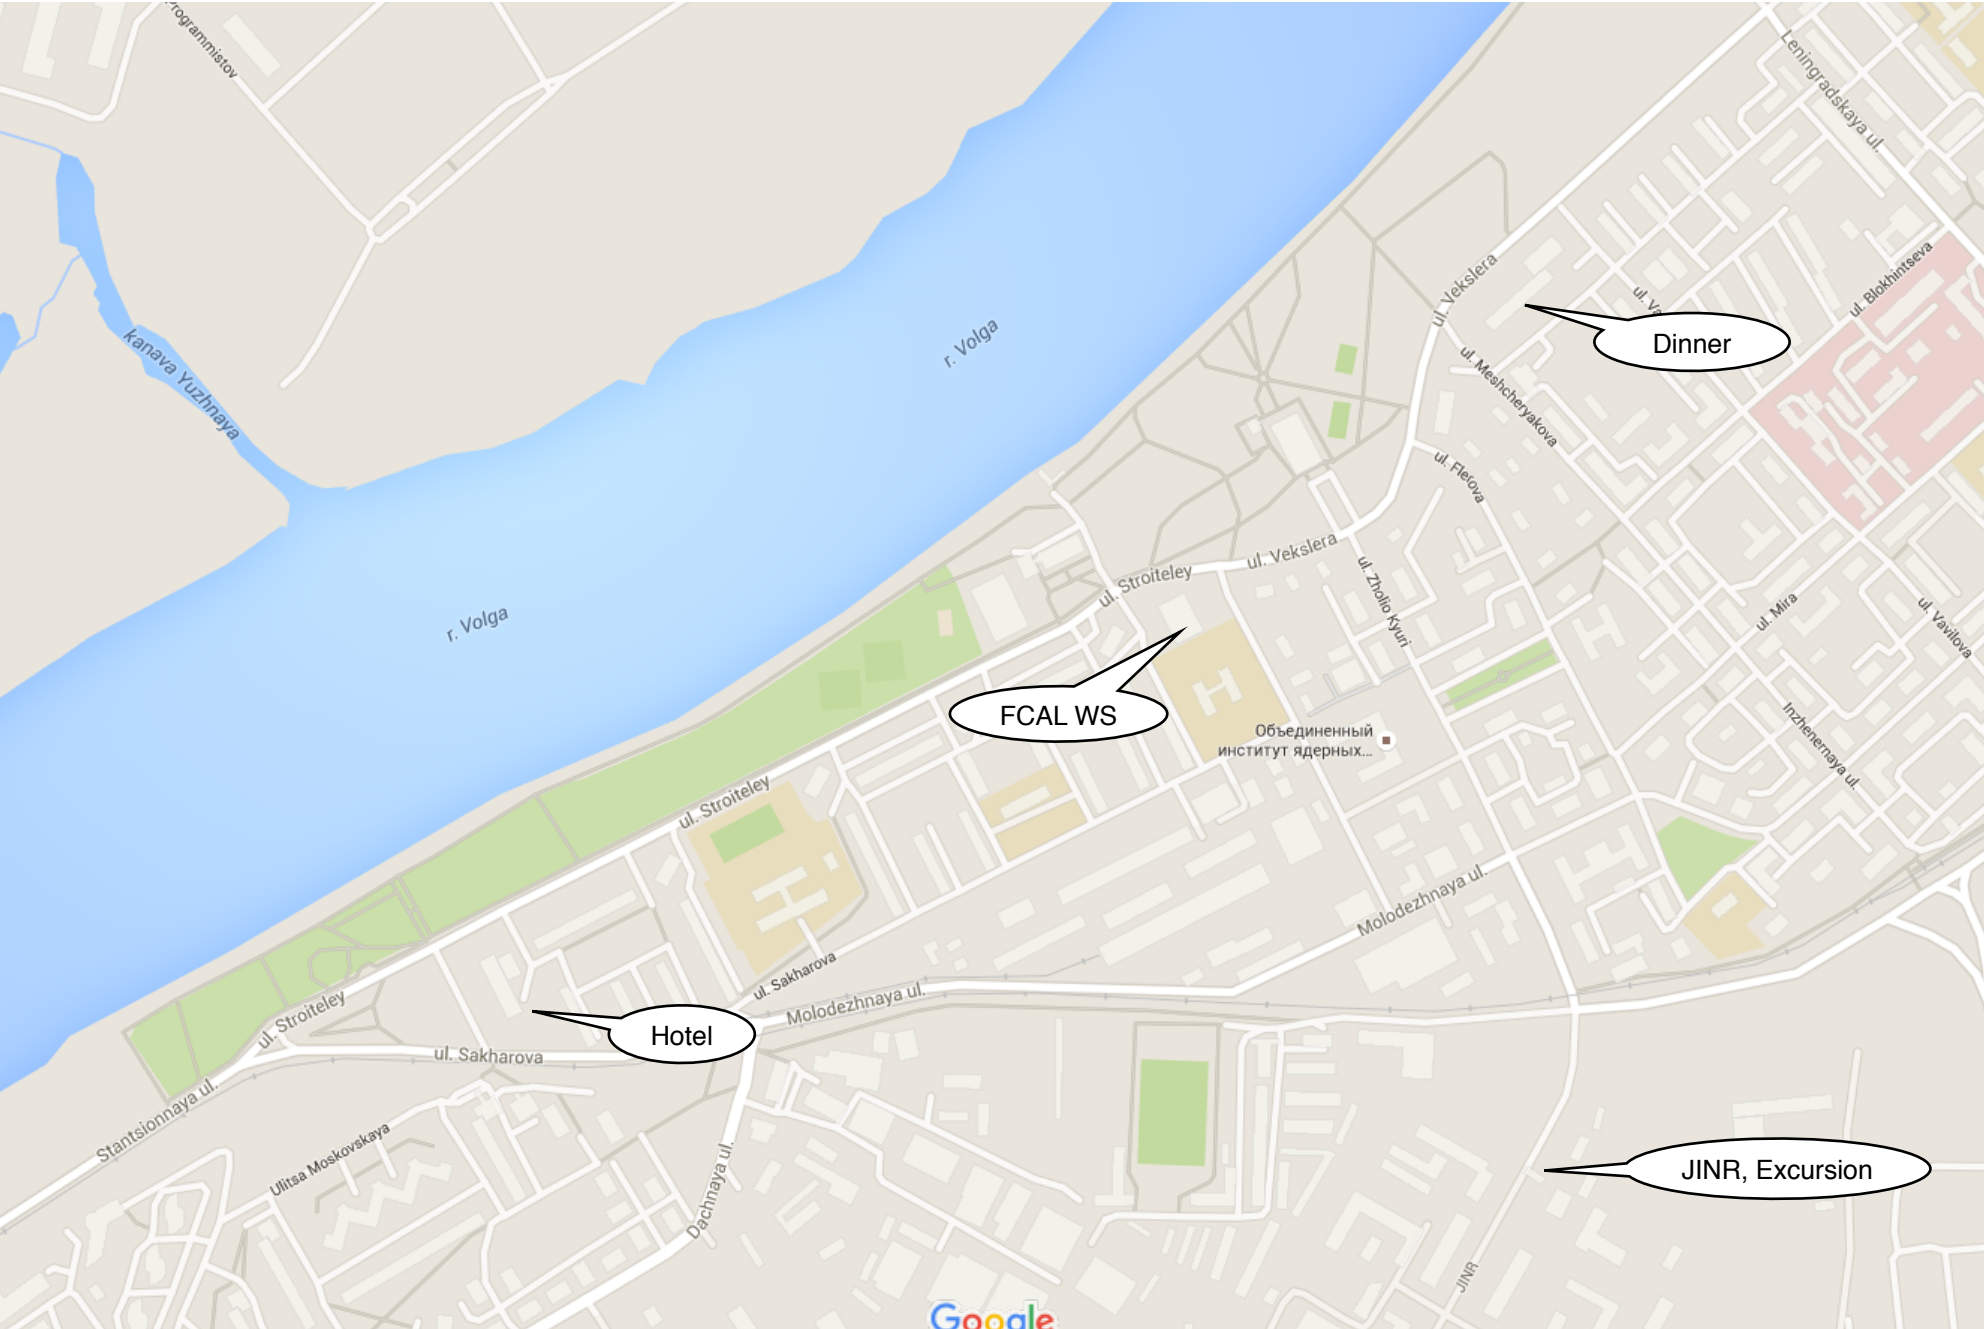 Programmistov
Leningradskaya ul.
ul. Vekslera
ul. Blokhintseva
kanava Yuzhnaya
r. Volga
Dinner
ul. Meshcheryakova
ul. Vekslera
ul. Stroiteley
ul. Zholio Kyuri
ul. Mira
ul. Vavilova
r. Volga
FCAL WS
Объединенный
институт ядерных...
Inzhenernaya ul.
ul. Stroiteley
Molodezhnaya ul.
ul. Sakharova
Molodezhnaya ul.
ul. Stroiteley
Hotel
ul. Sakharova
Stantsionnaya ul.
Ulitsa Moskovskaya
Dachnaya ul.
JINR, Excursion
JINR
Google